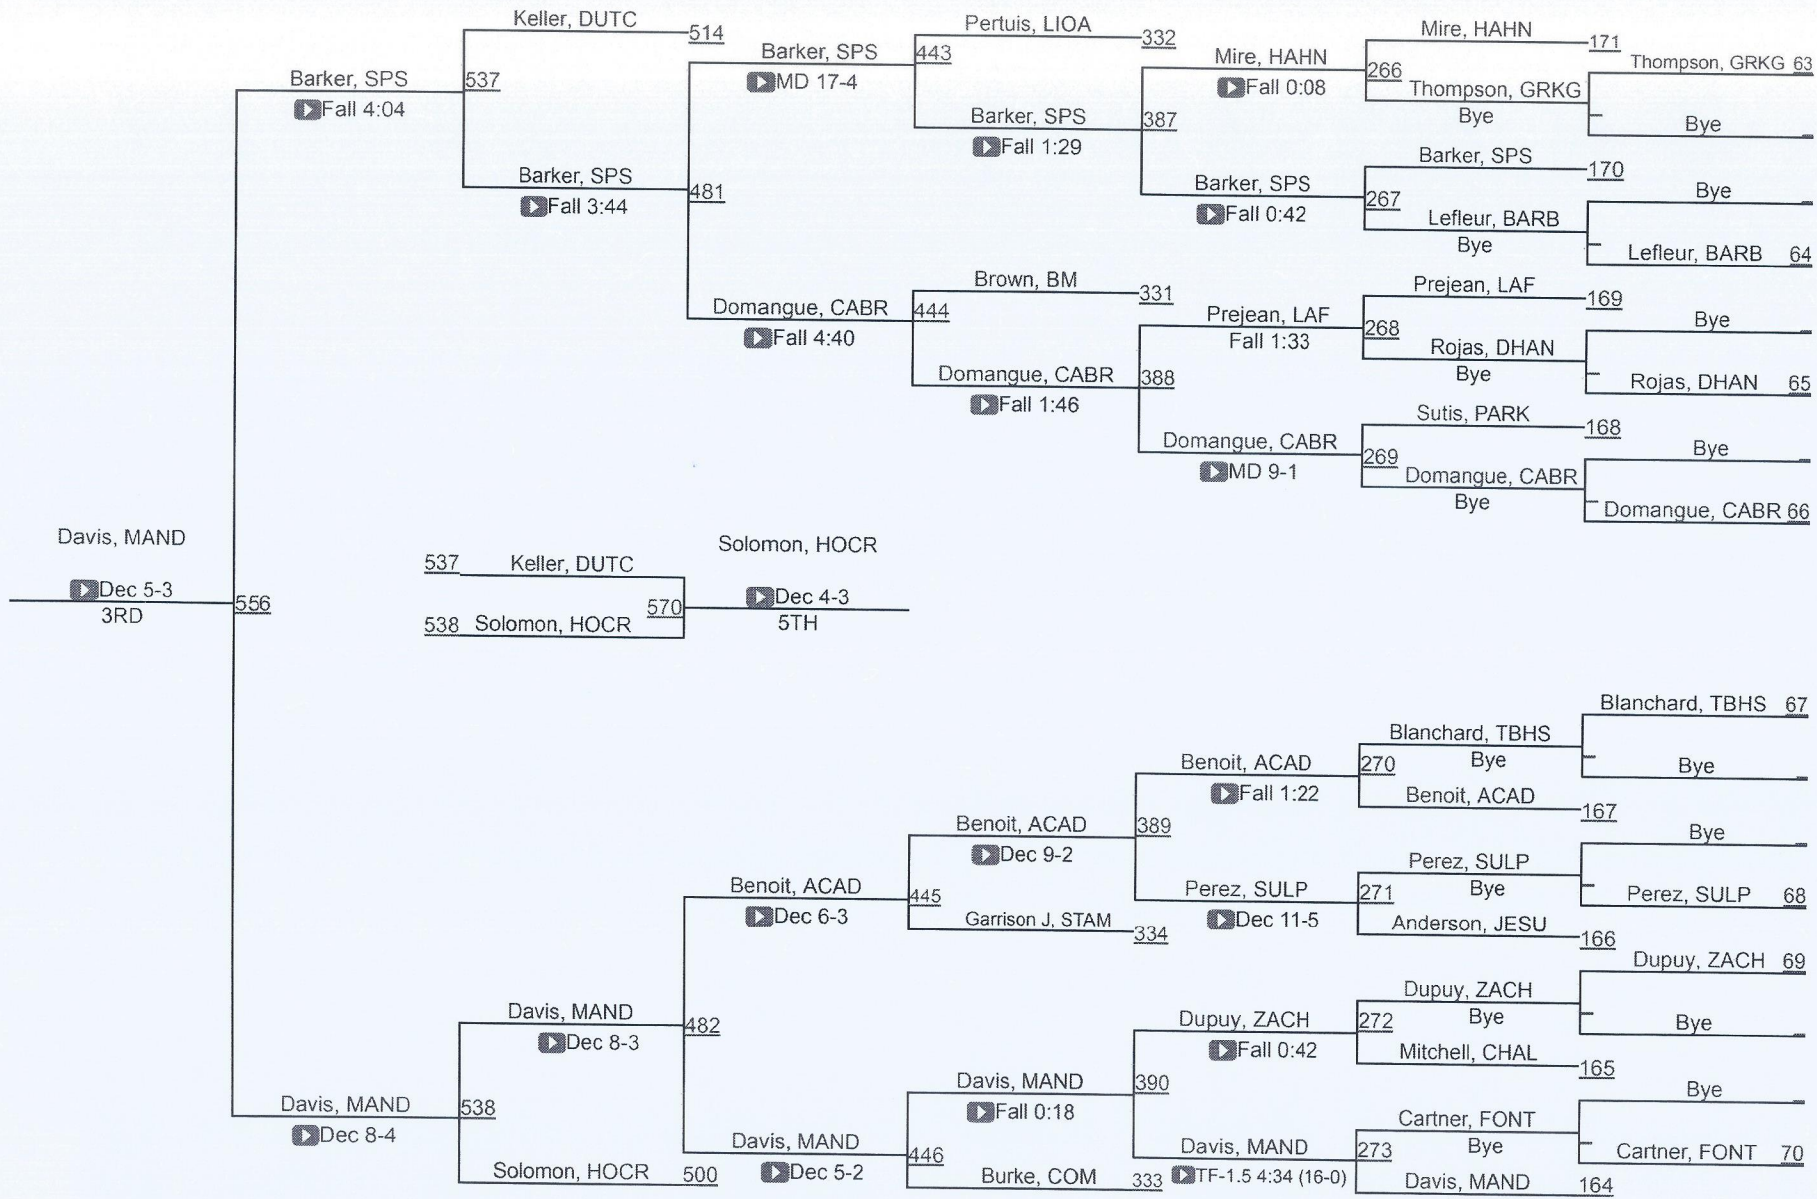 Keller, DUTC
514
Barker, SPS
Fall 4:04
537
Barker, SPS
Fall 3:44
481
Barker, SPS
MD 17-4
443
Pertuis, LIOA
332
Barker, SPS
Fall 1:29
387
Mire, HAHN
Fall 0:08
266
Mire, HAHN
171
Thompson, GRKG
Bye
Thompson, GRKG 63
Bye
Barker, SPS
Fall 0:42
267
Barker, SPS
170
Lefleur, BARB
Bye
Bye
Lefleur, BARB 64
Domangue, CABR
Fall 4:40
444
Brown, BM
331
Domangue, CABR
Fall 1:46
388
Prejean, LAF
Fall 1:33
268
Prejean, LAF
169
Rojas, DHAN
Bye
Bye
Rojas, DHAN 65
Domangue, CABR
MD 9-1
269
Sutis, PARK
168
Domangue, CABR
Bye
Bye
Domangue, CABR 66
Davis, MAND
Dec 5-3
3RD
556
537 Keller, DUTC
538 Solomon, HOCR
570
Solomon, HOCR
Dec 4-3
5TH
Davis, MAND
Dec 8-4
538
Davis, MAND
Dec 8-3
482
Solomon, HOCR
500
Benoit, ACAD
Dec 6-3
445
Benoit, ACAD
Dec 9-2
389
Garrison J, STAM
334
Benoit, ACAD
Fall 1:22
270
Blanchard, TBHS
Bye
Blanchard, TBHS 67
Bye
Benoit, ACAD
167
Perez, SULP
Dec 11-5
271
Perez, SULP
Bye
Bye
Perez, SULP 68
Anderson, JESU
166
Davis, MAND
Dec 5-2
446
Davis, MAND
Fall 0:18
390
Burke, COM
333
Dupuy, ZACH
Fall 0:42
272
Dupuy, ZACH
Bye
Dupuy, ZACH 69
Bye
Mitchell, CHAL
165
Davis, MAND
TF-1.5 4:34 (16-0)
273
Cartner, FONT
Bye
Bye
Cartner, FONT 70
Davis, MAND
164